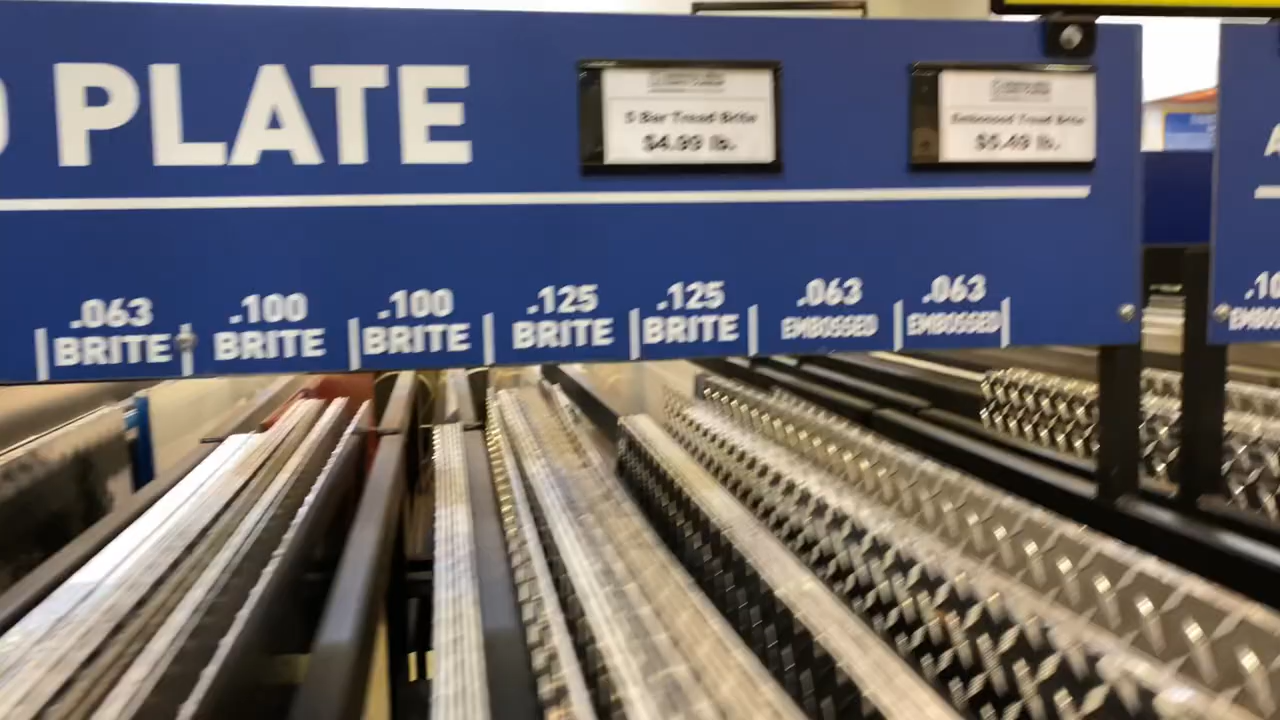 PLATE
5 Bar Tread Brite
$4.99 lb.
Embossed Tread Brite
$5.49 lb.
.063
BRITE
.100
BRITE
.100
BRITE
.125
BRITE
.125
BRITE
.063
EMBOSSED
.063
EMBOSSED